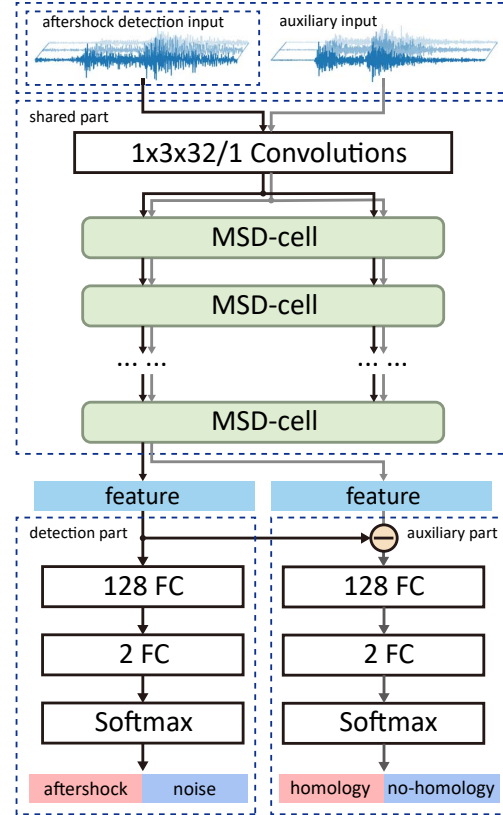 aftershock detection input
auxiliary input
shared part
1x3x32/1 Convolutions
MSD-cell
MSD-cell
... ...
... ...
MSD-cell
feature
feature
detection part
auxiliary part
128 FC
128 FC
2 FC
2 FC
Softmax
Softmax
aftershock
noise
homology
no-homology